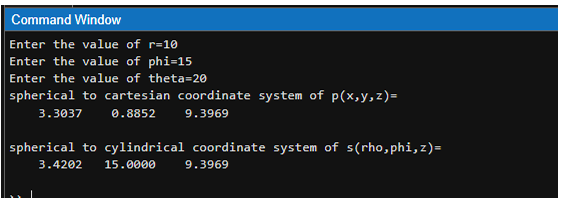 Command Window
Enter the value of r=10
Enter the value of phi=15
Enter the value of theta=20
spherical to cartesian coordinate system of p(x,y,z)=
3.3037 0.8852 9.3969
spherical to cylindrical coordinate system of s(rho,phi,z)=
3.4202 15.0000 9.3969
>>